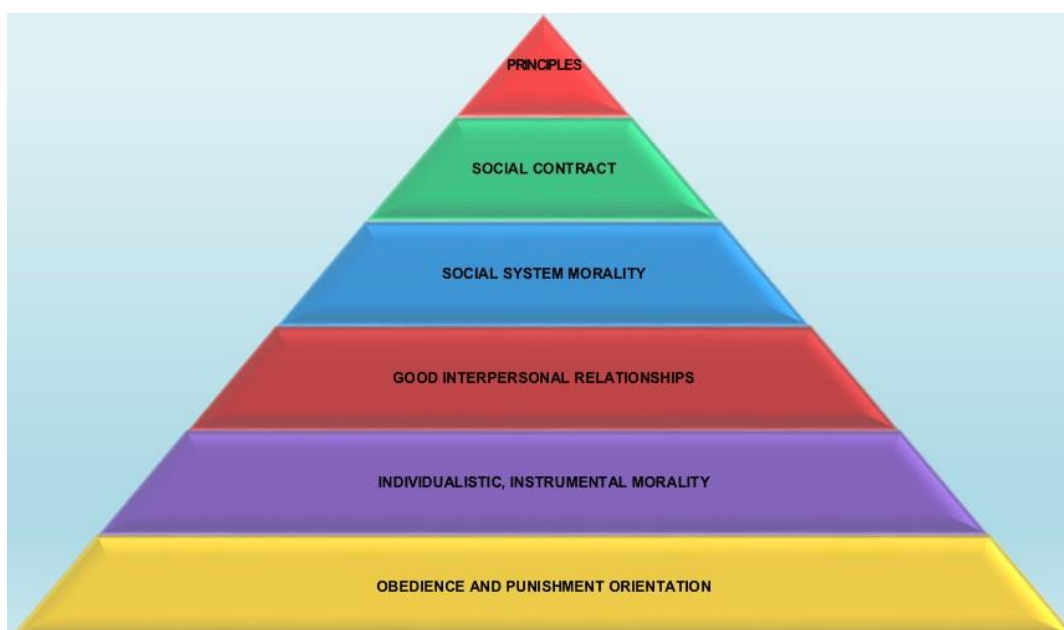 PRINCIPLES
SOCIAL CONTRACT
SOCIAL SYSTEM MORALITY
GOOD INTERPERSONAL RELATIONSHIPS
INDIVIDUALISTIC, INSTRUMENTAL MORALITY
OBEDIENCE AND PUNISHMENT ORIENTATION